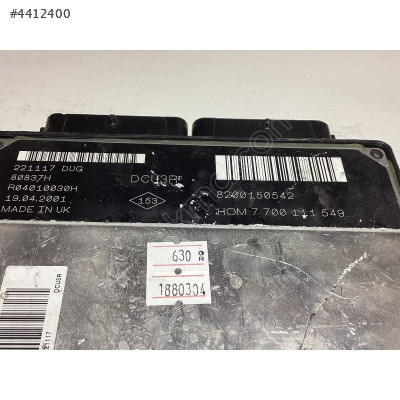 #4412400
221117 DUG
80837H
R04010030H
19.04.2001
MADE IN UK
DCU3R
153
8200150542
HOM 7 700 111 549
630
1880304
DCU3R
21117